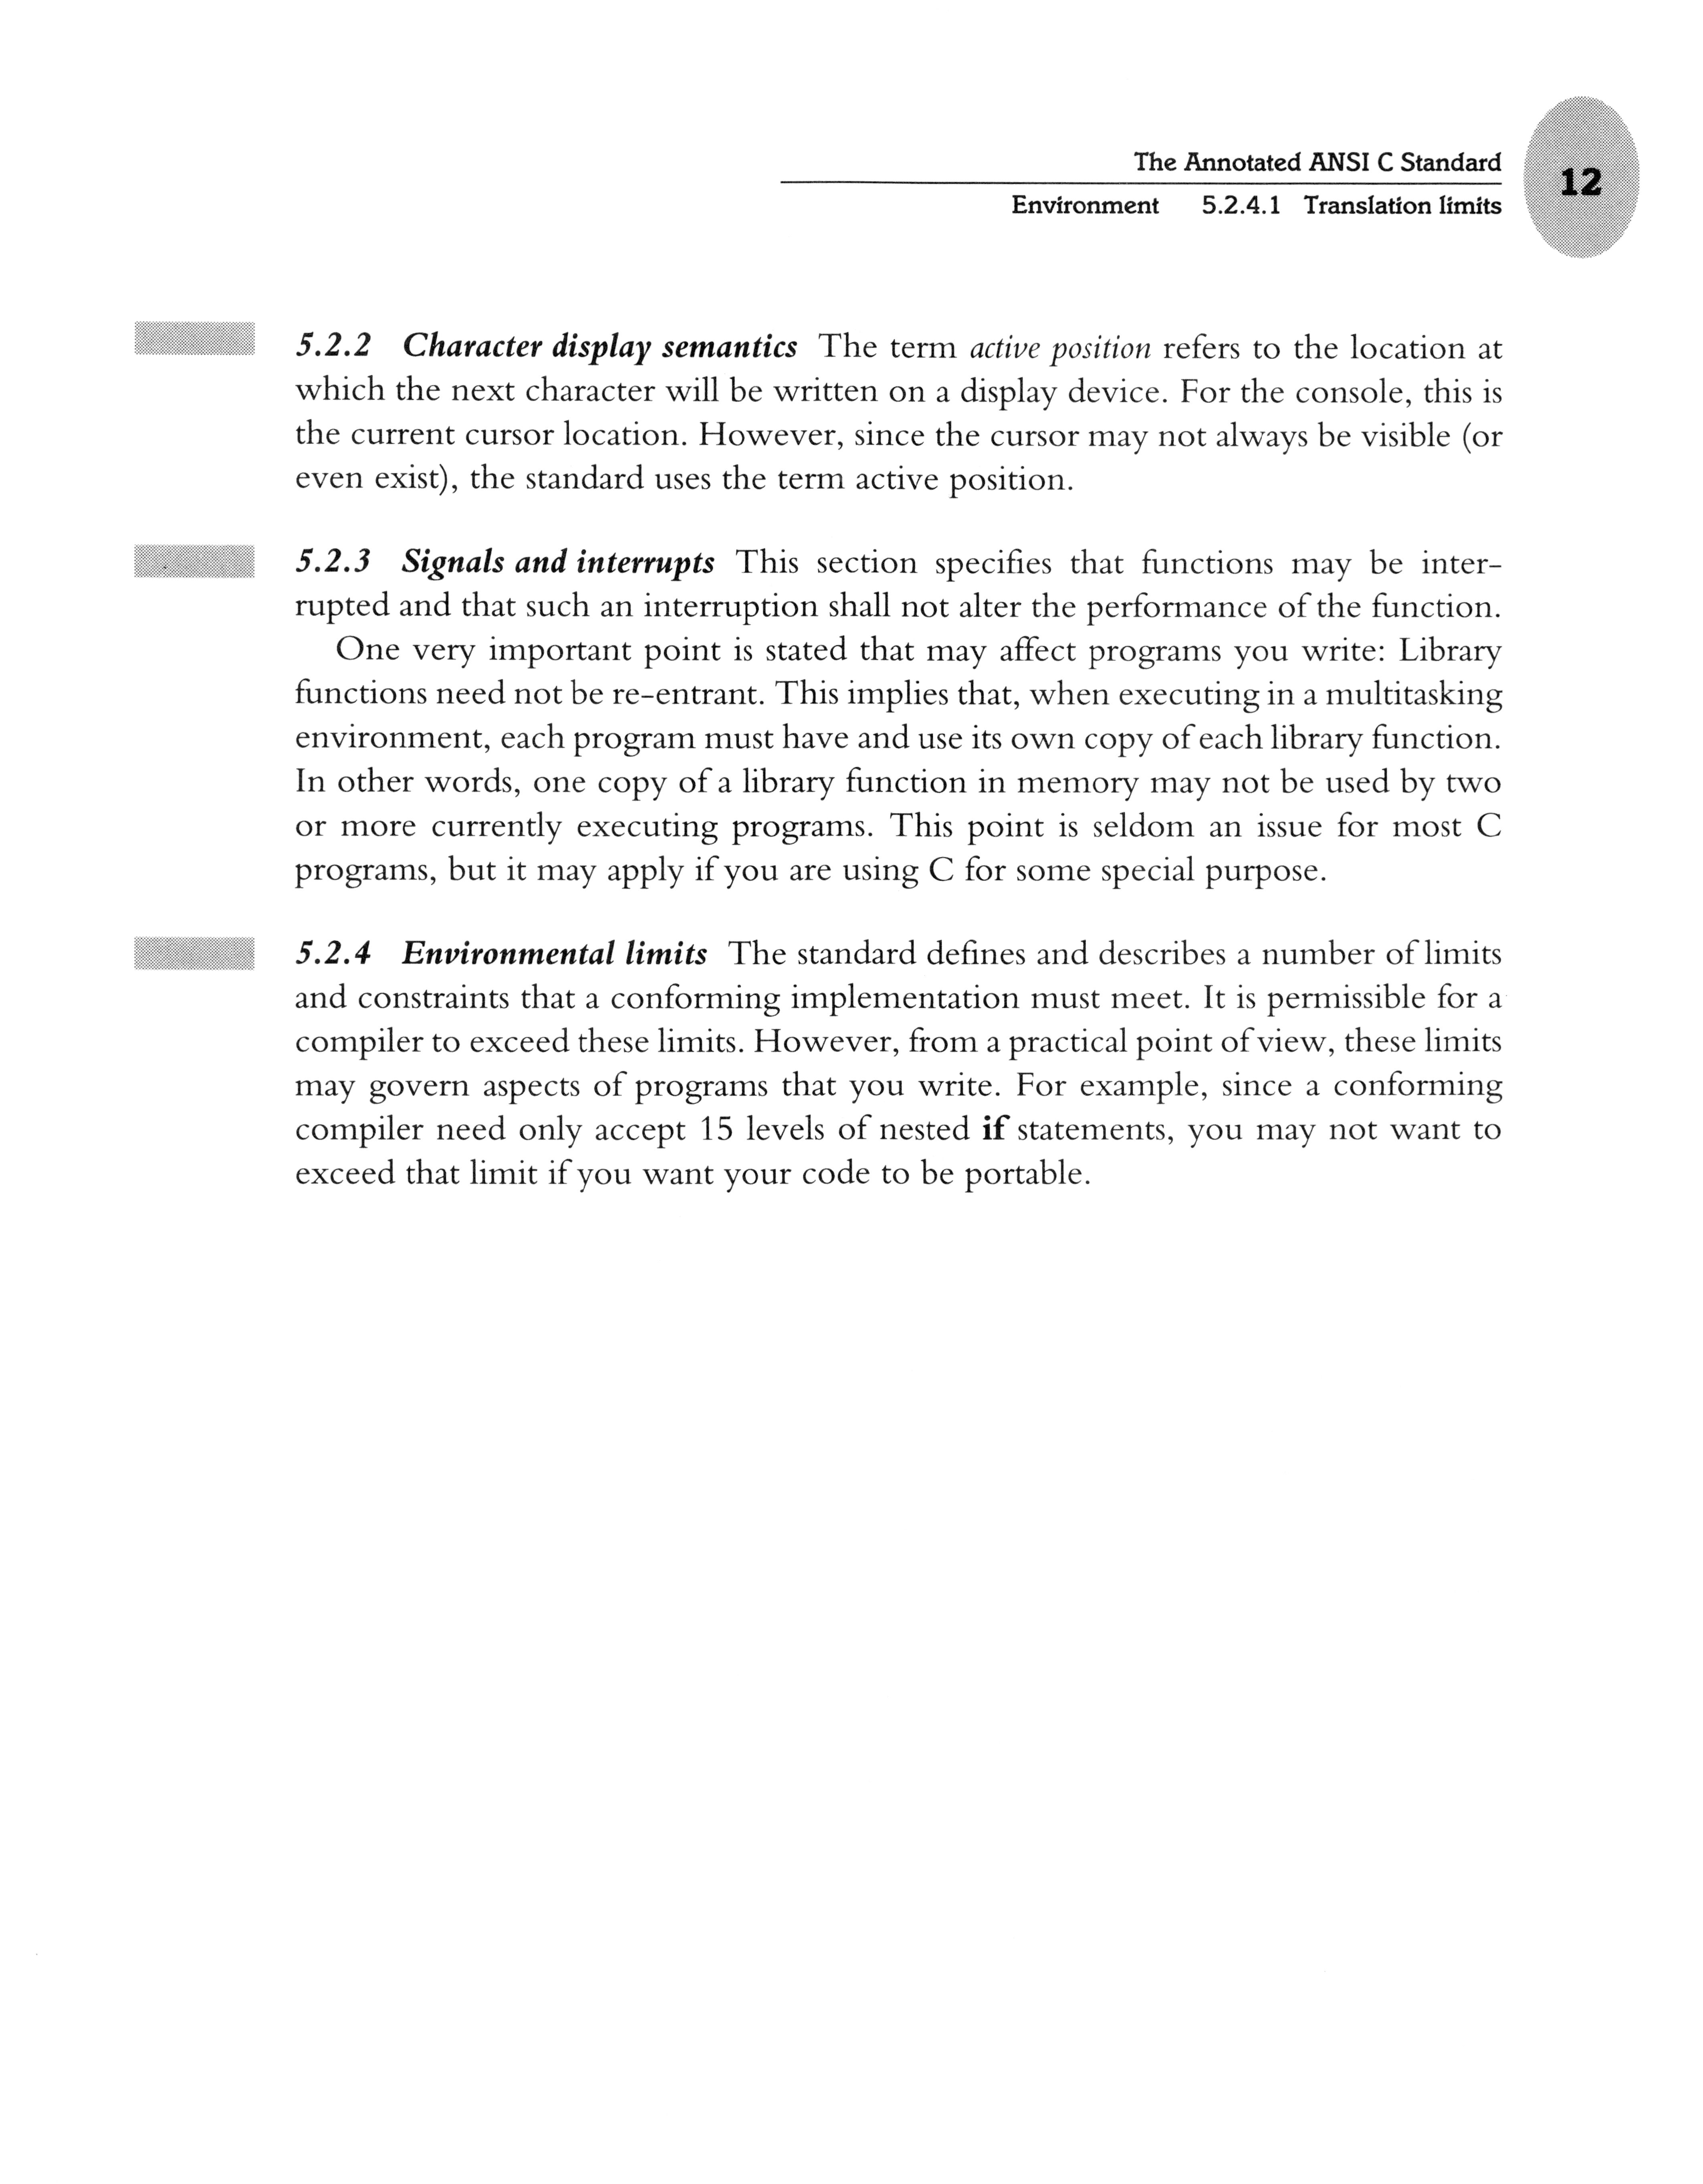 The Annotated ANSI C Standard
12
Environment 5.2.4.1 Translation limits
5.2.2 Character display semantics The term active position refers to the location at
which the next character will be written on a display device. For the console, this is
the current cursor location. However, since the cursor may not always be visible (or
even exist), the standard uses the term active position.
5.2.3 Signals and interrupts This section specifies that functions may be inter-
rupted and that such an interruption shall not alter the performance of the function.
One very important point is stated that may affect programs you write: Library
functions need not be re-entrant. This implies that, when executing in a multitasking
environment, each program must have and use its own copy of each library function.
In other words, one copy of a library function in memory may not be used by two
or more currently executing programs. This point is seldom an issue for most C
programs, but it may apply if you are using C for some special purpose.
5.2.4 Environmental limits The standard defines and describes a number of limits
and constraints that a conforming implementation must meet. It is permissible for a
compiler to exceed these limits. However, from a practical point of view, these limits
may govern aspects of programs that you write. For example, since a conforming
compiler need only accept 15 levels of nested if statements, you may not want to
exceed that limit if you want your code to be portable.